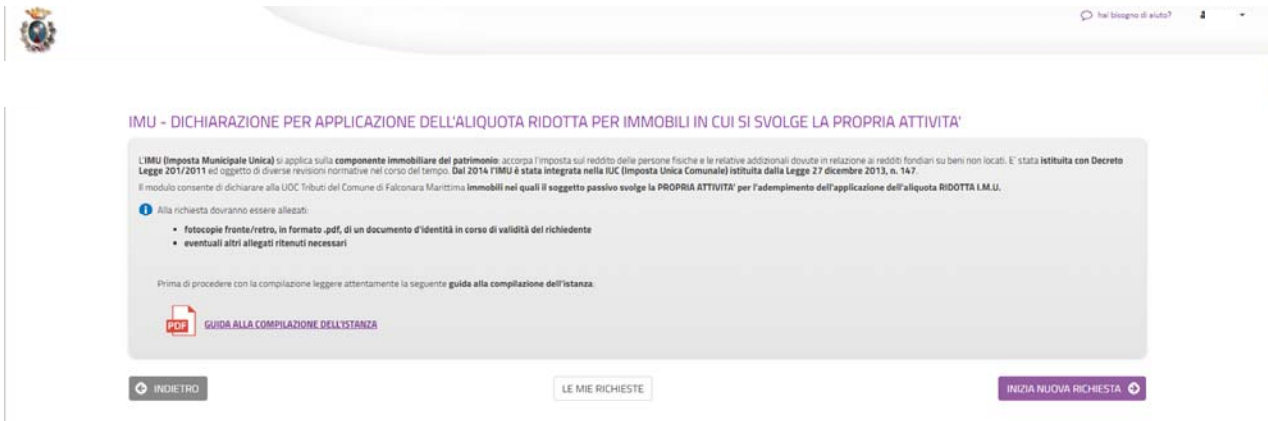 hai bisogno di aiuto?
IMU - DICHIARAZIONE PER APPLICAZIONE DELL'ALIQUOTA RIDOTTA PER IMMOBILI IN CUI SI SVOLGE LA PROPRIA ATTIVITA'
L'IMU (Imposta Municipale Unica) si applica sulla componente immobiliare del patrimonio: accorpa l'imposta sul reddito delle persone fisiche e le relative addizionali dovute in relazione ai redditi fondiari su beni non locati. E' stata istituita con Decreto
Legge 201/2011 ed oggetto di diverse revisioni normative nel corso del tempo. Dal 2014 l'IMU è stata integrata nella IUC (Imposta Unica Comunale) istituita dalla Legge 27 dicembre 2013, n. 147.
Il modulo consente di dichiarare alla UOC Tributi del Comune di Falconara Marittima immobili nei quali il soggetto passivo svolge la PROPRIA ATTIVITA' per l'adempimento dell'applicazione dell'aliquota RIDOTTA I.M.U.
Alla richiesta dovranno essere allegati:
• fotocopie fronte/retro, in formato .pdf, di un documento d'identità in corso di validità del richiedente
• eventuali altri allegati ritenuti necessari
Prima di procedere con la compilazione leggere attentamente la seguente guida alla compilazione dell'istanza:
PDF GUIDA ALLA COMPILAZIONE DELL'ISTANZA
INDIETRO LE MIE RICHIESTE INIZIA NUOVA RICHIESTA